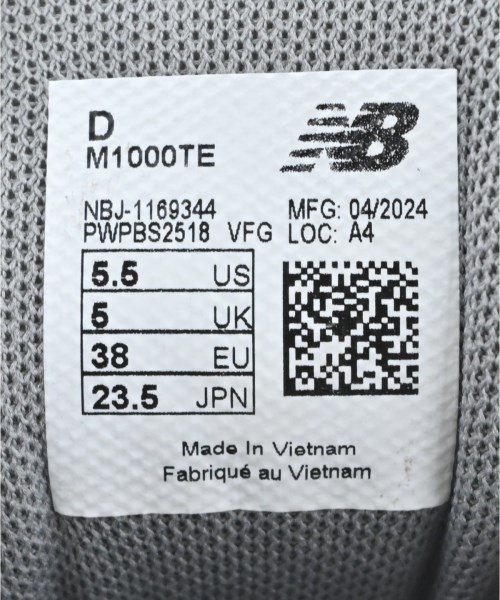 D
M1000TE
NB
NBJ-1169344 MFG: 04/2024
PWPBS2518 VFG LOC: A4
5.5 US
5 UK
38 EU
23.5 JPN
Made In Vietnam
Fabriqué au Vietnam